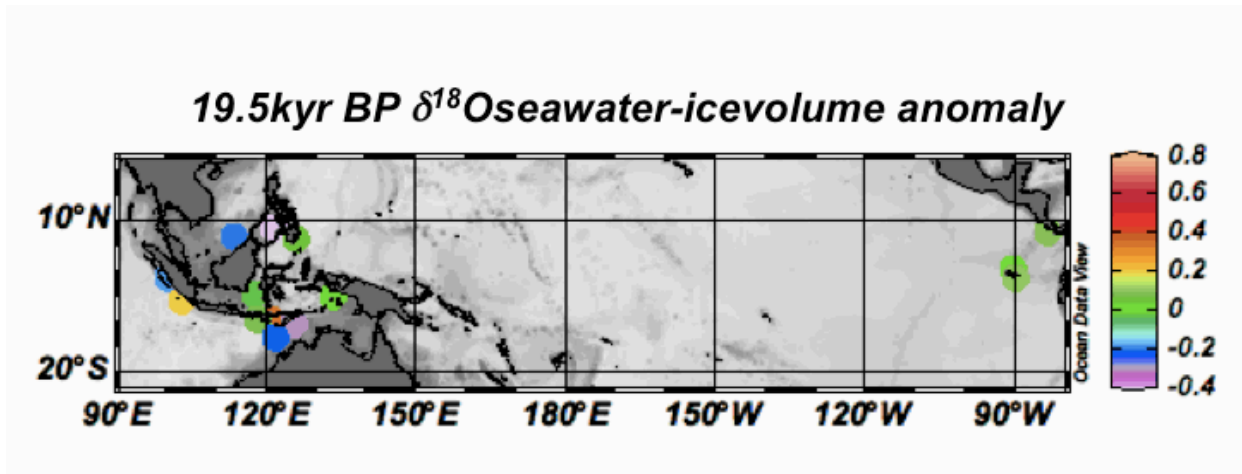 19.5kyr BP δ¹⁸Oseawater-icevolume anomaly
10°N
20°S
90°E 120°E 150°E 180°E 150°W 120°W 90°W
Ocean Data View
0.8
0.6
0.4
0.2
0
-0.2
-0.4